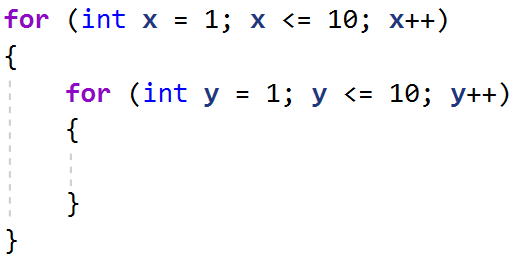 for (int x = 1; x <= 10; x++)
{
    for (int y = 1; y <= 10; y++)
    {
    }
}